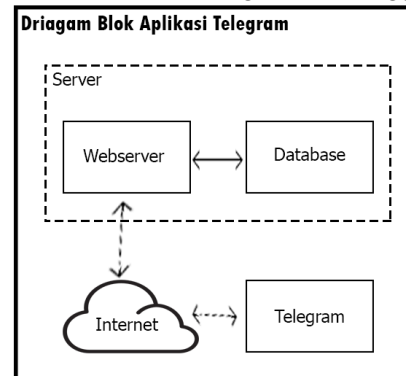 Driagam Blok Aplikasi Telegram
Server
Webserver
Database
Internet
Telegram